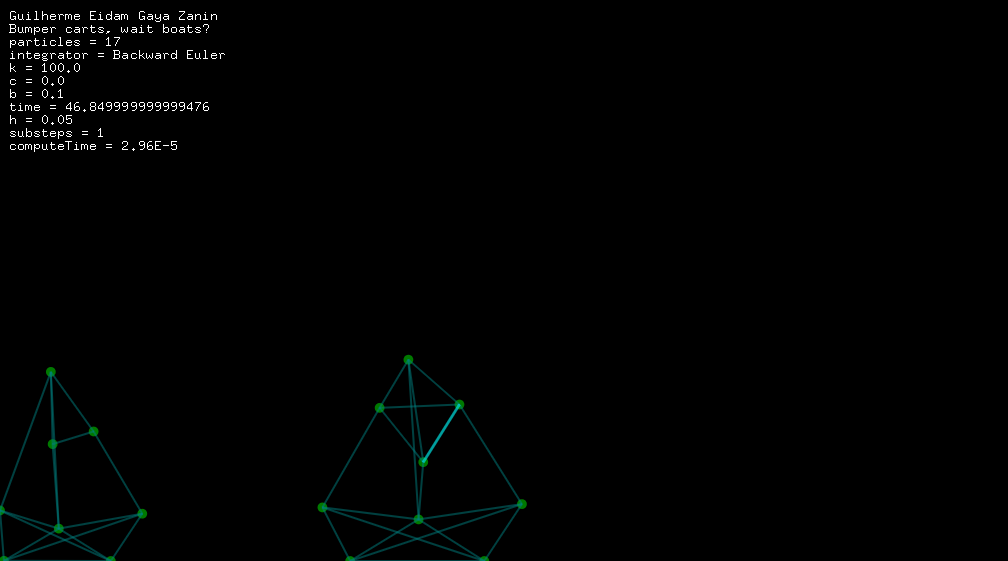 Guilherme Eidam Gaya Zanin
Bumper carts, wait boats?
particles = 17
integrator = Backward Euler
k = 100.0
c = 0.0
b = 0.1
time = 46.849999999999476
h = 0.05
substeps = 1
computeTime = 2.96E-5